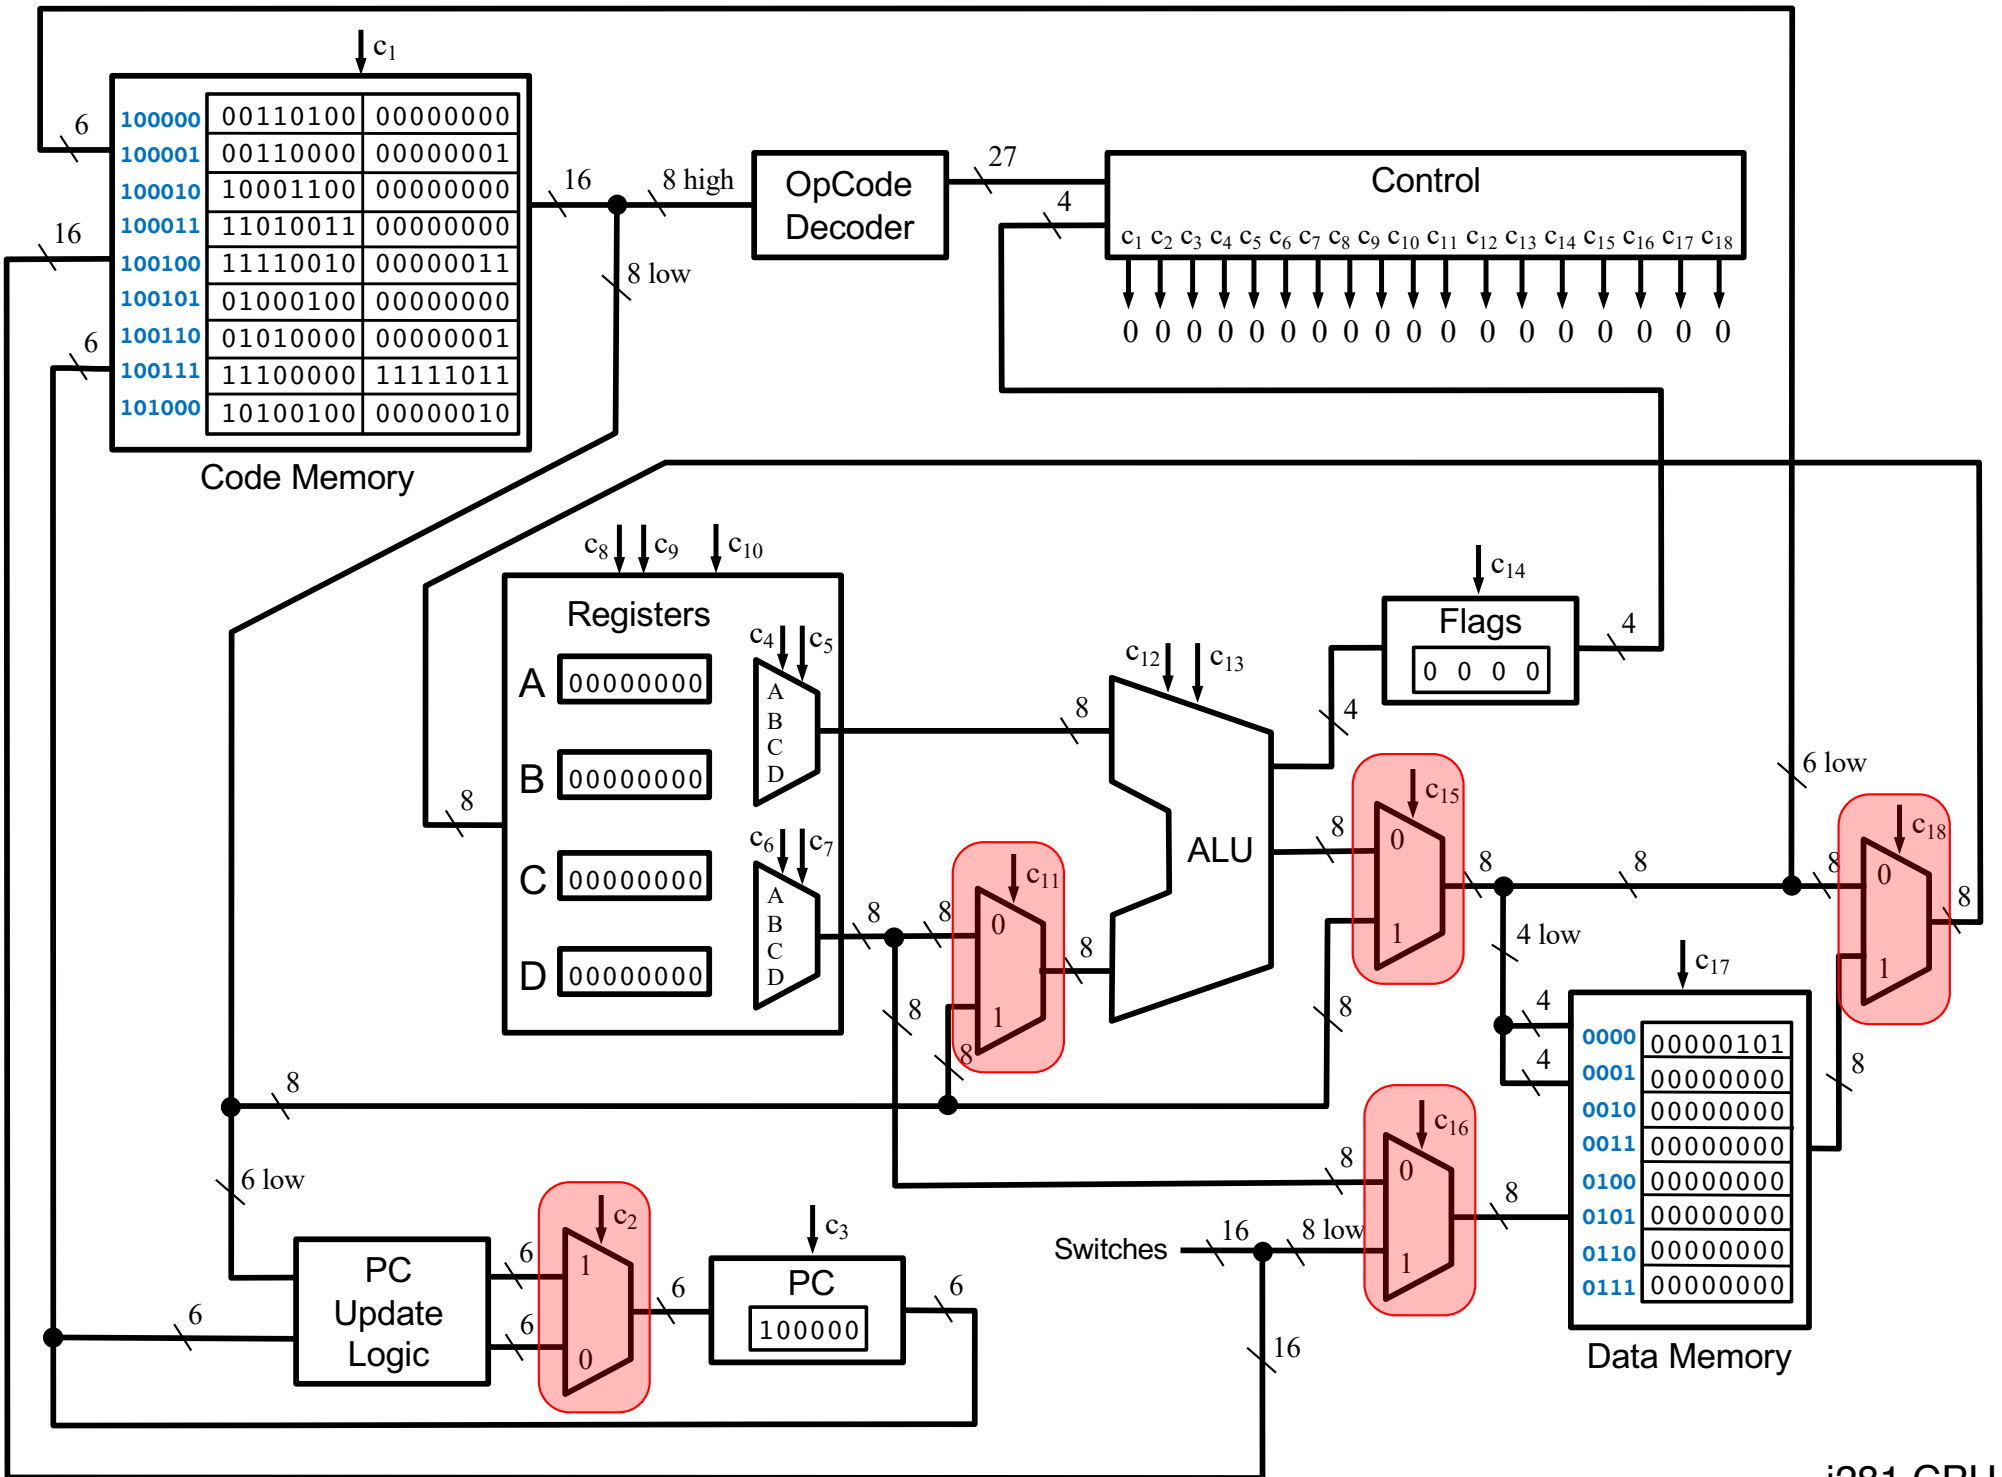 c1
100000 00110100 00000000
100001 00110000 00000001
100010 10001100 00000000
100011 11010011 00000000
100100 11110010 00000011
100101 01000100 00000000
100110 01010000 00000001
100111 11100000 11111011
101000 10100100 00000010
Code Memory
6
16
6
16
8 high
8 low
OpCode
Decoder
27
4
Control
c1 c2 c3 c4 c5 c6 c7 c8 c9 c10 c11 c12 c13 c14 c15 c16 c17 c18
0 0 0 0 0 0 0 0 0 0 0 0 0 0 0 0 0 0
c8 c9 c10
Registers
A 00000000
B 00000000
C 00000000
D 00000000
8
c4 c5
A
B
C
D
c6 c7
A
B
C
D
8
8
8
8
8
c11
0
1
8
c12 c13
ALU
c14
Flags
0 0 0 0
4
4
8
c15
0
1
8
8
8
8
6 low
4 low
4
4
c18
0
1
8
c17
0000 00000101
0001 00000000
0010 00000000
0011 00000000
0100 00000000
0101 00000000
0110 00000000
0111 00000000
Data Memory
8
8
c16
0
1
8
8
Switches
16
8 low
16
6 low
6
PC
Update
Logic
6
6
c2
1
0
6
c3
PC
100000
6